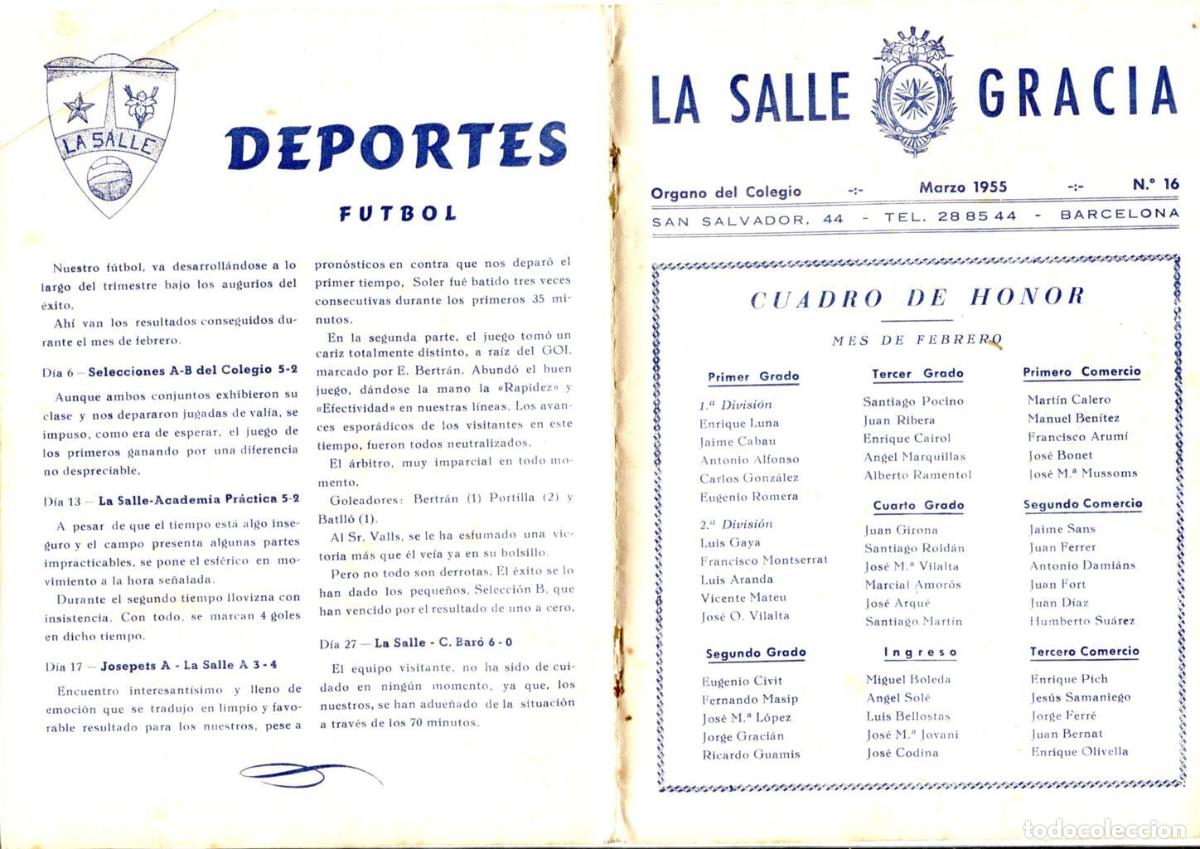 LA SALLE
DEPORTES
FUTBOL
Nuestro fútbol, va desarrollándose a lo
largo del trimestre bajo los augurios del
éxito.
Ahí van los resultados conseguidos du-
rante el mes de febrero.
Día 6 — Selecciones A-B del Colegio 5-2
Aunque ambos conjuntos exhibieron su
clase y nos depararon jugadas de valía, se
impuso, como era de esperar, el juego de
los primeros ganando por una diferencia
no despreciable.
Día 13 — La Salle-Academia Práctica 5-2
A pesar de que el tiempo está algo inse-
guro y el campo presenta algunas partes
impracticables, se pone el esférico en mo-
vimiento a la hora señalada.
Durante el segundo tiempo llovizna con
insistencia. Con todo, se marcan 4 goles
en dicho tiempo.
Día 17 — Josepets A - La Salle A 3-4
Encuentro interesantísimo y lleno de
emoción que se tradujo en limpio y favo-
rable resultado para los nuestros, pese a
pronósticos en contra que nos deparó el
primer tiempo, Soler fué batido tres veces
consecutivas durante los primeros 35 mi-
nutos.
En la segunda parte, el juego tomó un
cariz totalmente distinto, a raíz del GOL
marcado por E. Bertrán. Abundó el buen
juego, dándose la mano la «Rapidez» y
«Efectividad» en nuestras líneas. Los avan-
ces esporádicos de los visitantes en este
tiempo, fueron todos neutralizados.
El árbitro, muy imparcial en todo mo-
mento.
Goleadores: Bertrán (1) Portilla (2) y
Batlló (1).
Al Sr. Valls, se le ha esfumado una vic-
toria más que él veía ya en su bolsillo.
Pero no todo son derrotas. El éxito se lo
han dado los pequeños. Selección B, que
han vencido por el resultado de uno a cero.
Día 27 — La Salle - C. Baró 6 - 0
El equipo visitante, no ha sido de cui-
dado en ningún momento, ya que, los
nuestros, se han adueñado de la situación
a través de los 70 minutos.
LA SALLE GRACIA
Organo del Colegio -:- Marzo 1955 -:- N.º 16
SAN SALVADOR, 44 - TEL. 28 85 44 - BARCELONA
CUADRO DE HONOR
MES DE FEBRERO
Primer Grado
1.ª División
Enrique Luna
Jaime Cabau
Antonio Alfonso
Carlos González
Eugenio Romera
2.ª División
Luis Gaya
Francisco Montserrat
Luis Aranda
Vicente Mateu
José O. Vilalta
Segundo Grado
Eugenio Civit
Fernando Masip
José M.ª López
Jorge Gracián
Ricardo Guamis
Tercer Grado
Santiago Pocino
Juan Ribera
Enrique Cairol
Angel Marquillas
Alberto Ramentol
Cuarto Grado
Juan Girona
Santiago Roldán
José M.ª Vilalta
Marcial Amorós
José Arqué
Santiago Martín
Ingreso
Miguel Boleda
Angel Solé
Luis Bellostas
José M.ª Jovani
José Codina
Primero Comercio
Martín Calero
Manuel Benítez
Francisco Arumí
José Bonet
José M.ª Mussoms
Segundo Comercio
Jaime Sans
Juan Ferrer
Antonio Damiáns
Juan Fort
Juan Díaz
Humberto Suárez
Tercero Comercio
Enrique Pich
Jesús Samaniego
Jorge Ferré
Juan Bernat
Enrique Olivella
todocoleccion